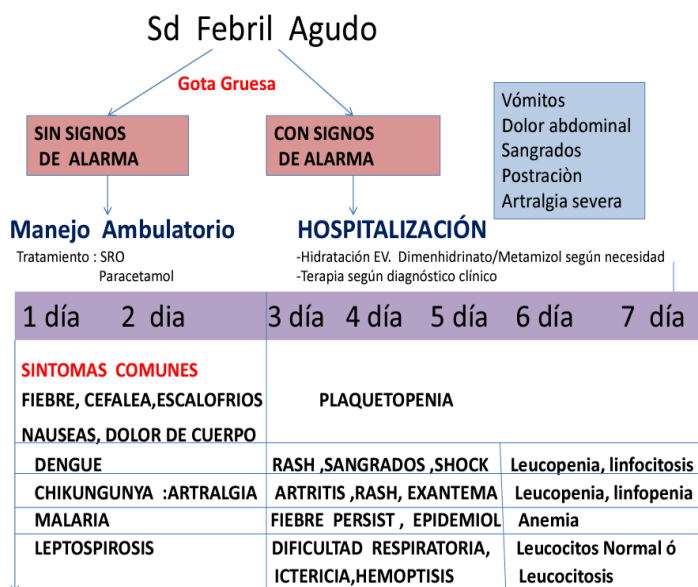 Sd Febril Agudo
Gota Gruesa
SIN SIGNOS
DE ALARMA
CON SIGNOS
DE ALARMA
Vómitos
Dolor abdominal
Sangrados
Postraciòn
Artralgia severa
Manejo Ambulatorio
Tratamiento : SRO
Paracetamol
HOSPITALIZACIÓN
-Hidratación EV. Dimenhidrinato/Metamizol según necesidad
-Terapia según diagnóstico clínico
1 día 2 dia 3 día 4 día 5 día 6 día 7 día
SINTOMAS COMUNES
FIEBRE, CEFALEA,ESCALOFRIOS PLAQUETOPENIA
NAUSEAS, DOLOR DE CUERPO
DENGUE RASH ,SANGRADOS ,SHOCK Leucopenia, linfocitosis
CHIKUNGUNYA :ARTRALGIA ARTRITIS ,RASH, EXANTEMA Leucopenia, linfopenia
MALARIA FIEBRE PERSIST , EPIDEMIOL Anemia
LEPTOSPIROSIS DIFICULTAD RESPIRATORIA, Leucocitos Normal ó
ICTERICIA,HEMOPTISIS Leucocitosis